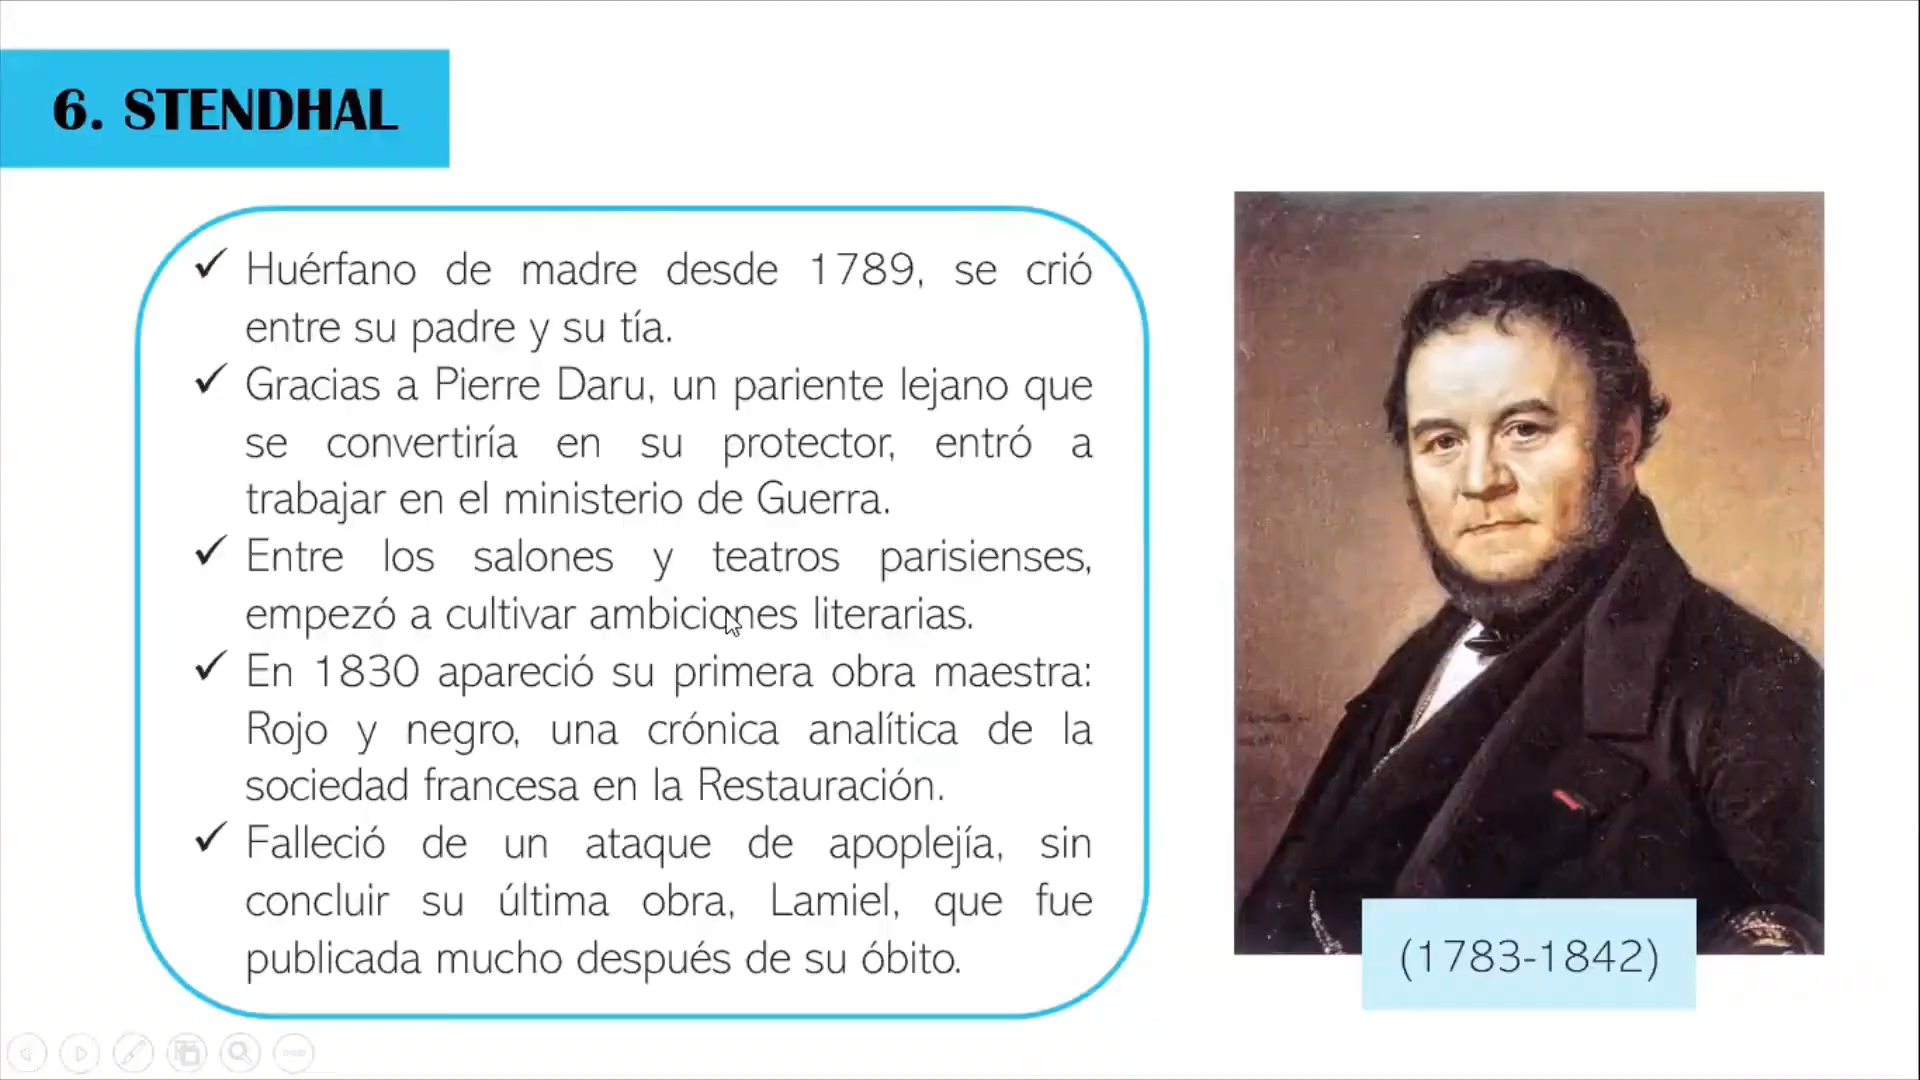 6. STENDHAL
Huérfano de madre desde 1789, se crió
entre su padre y su tía.
Gracias a Pierre Daru, un pariente lejano que
se convertiría en su protector, entró a
trabajar en el ministerio de Guerra.
Entre los salones y teatros parisienses,
empezó a cultivar ambiciones literarias.
En 1830 apareció su primera obra maestra:
Rojo y negro, una crónica analítica de la
sociedad francesa en la Restauración.
Falleció de un ataque de apoplejía, sin
concluir su última obra, Lamiel, que fue
publicada mucho después de su óbito.
(1783-1842)